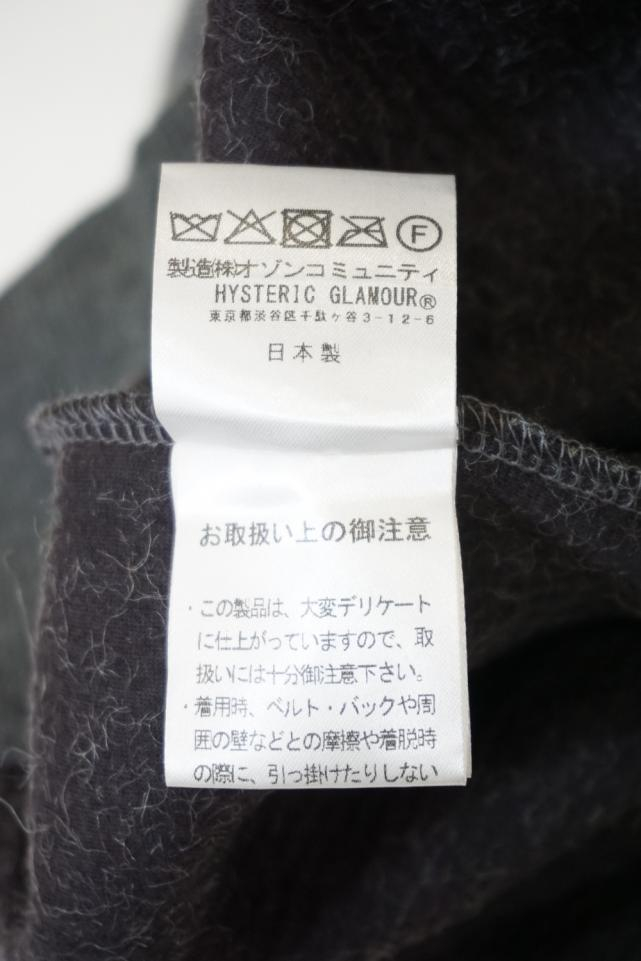 F
製造㈱オゾンコミュニティ
HYSTERIC GLAMOUR®
東京都渋谷区千駄ヶ谷3-12-6
日本製
お取扱い上の御注意
・この製品は、大変デリケート
に仕上がっていますので、取
扱いには十分御注意下さい。
・着用時、ベルト・バックや周
囲の壁などとの摩擦や着脱時
の際に、引っ掛けたりしない